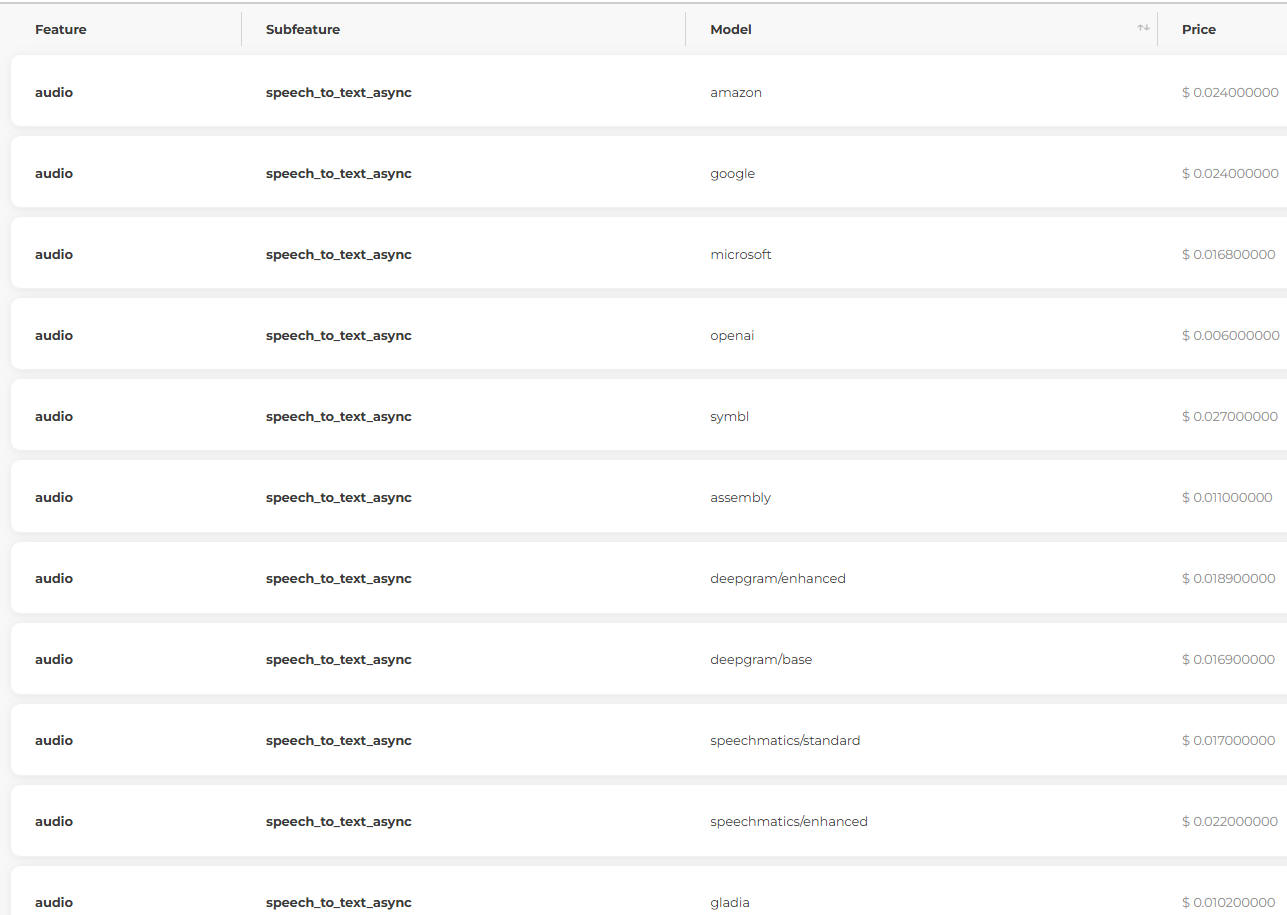 Feature Subfeature Model Price
audio speech_to_text_async amazon $ 0.024000000
audio speech_to_text_async google $ 0.024000000
audio speech_to_text_async microsoft $ 0.016800000
audio speech_to_text_async openai $ 0.006000000
audio speech_to_text_async symbl $ 0.027000000
audio speech_to_text_async assembly $ 0.011000000
audio speech_to_text_async deepgram/enhanced $ 0.018900000
audio speech_to_text_async deepgram/base $ 0.016900000
audio speech_to_text_async speechmatics/standard $ 0.017000000
audio speech_to_text_async speechmatics/enhanced $ 0.022000000
audio speech_to_text_async gladia $ 0.010200000